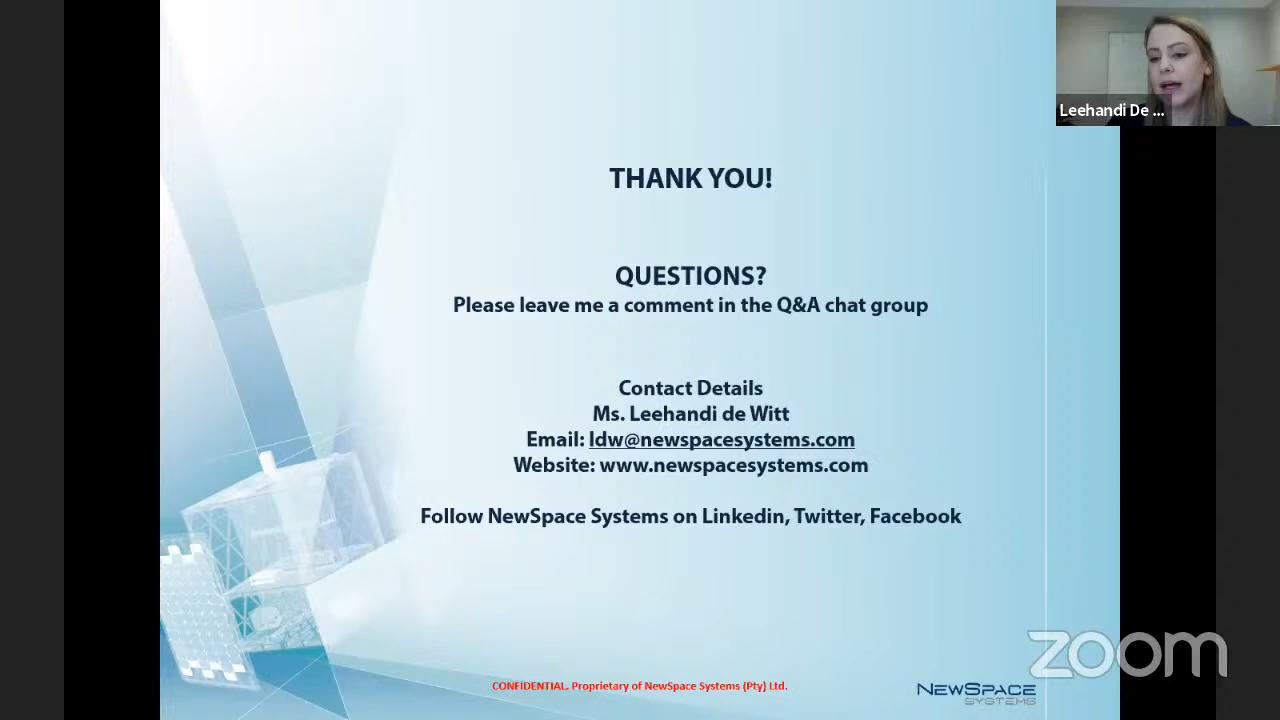 THANK YOU!
QUESTIONS?
Please leave me a comment in the Q&A chat group
Contact Details
Ms. Leehandi de Witt
Email: ldw@newspacesystems.com
Website: www.newspacesystems.com
Follow NewSpace Systems on Linkedin, Twitter, Facebook
CONFIDENTIAL. Proprietary of NewSpace Systems (Pty) Ltd.
NEWSPACE
SYSTEMS
Leehandi De ...
zoom